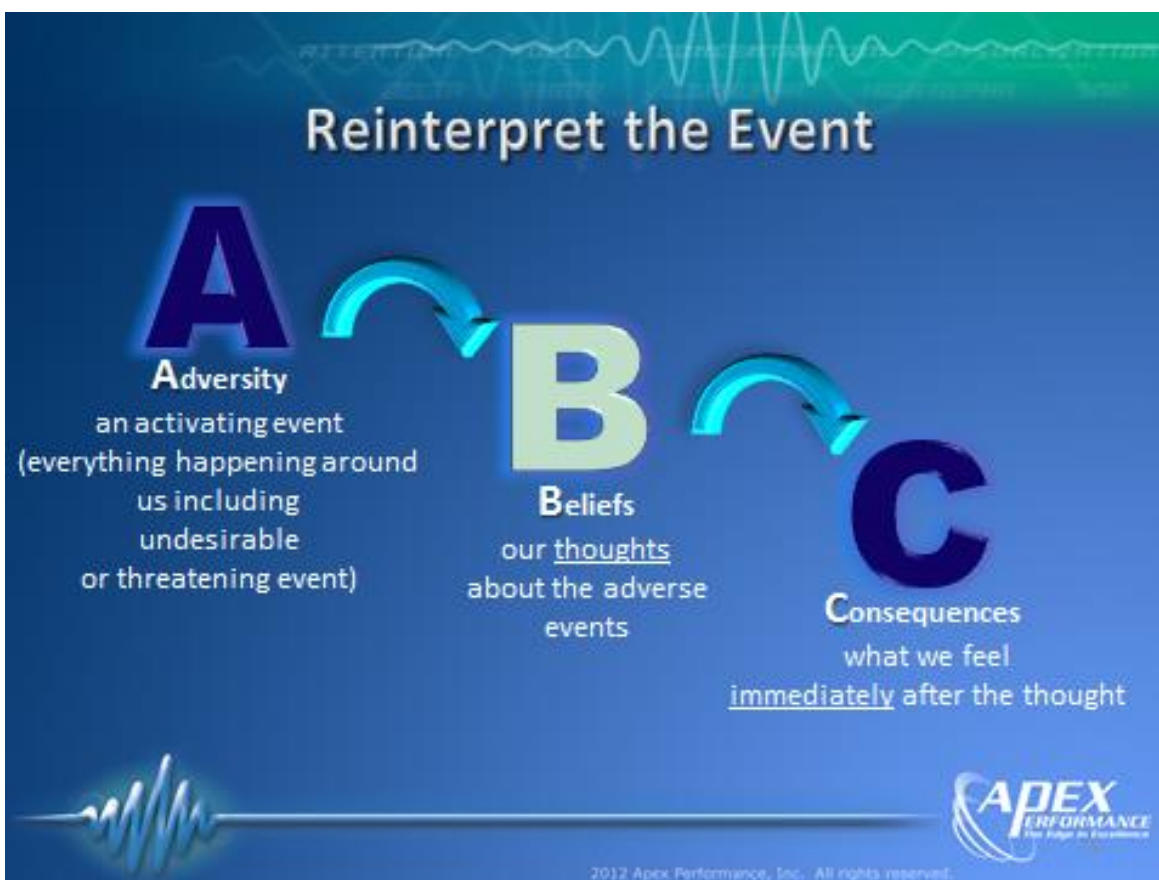 Reinterpret the Event
A
Adversity
an activating event
(everything happening around
us including
undesirable
or threatening event)
B
Beliefs
our thoughts
about the adverse
events
C
Consequences
what we feel
immediately after the thought
APEX
PERFORMANCE
The Edge in Excellence
2012 Apex Performance, Inc. All rights reserved.